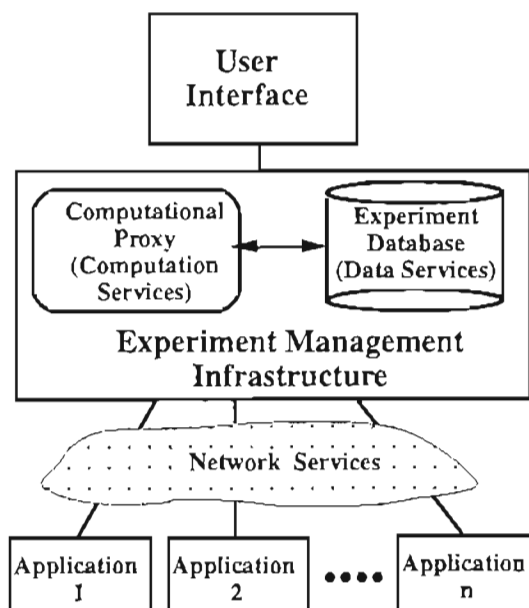 User
Interface
Computational
Proxy
(Computation
Services)
Experiment
Database
(Data Services)
Experiment Management
Infrastructure
Network Services
Application
1
Application
2
Application
n